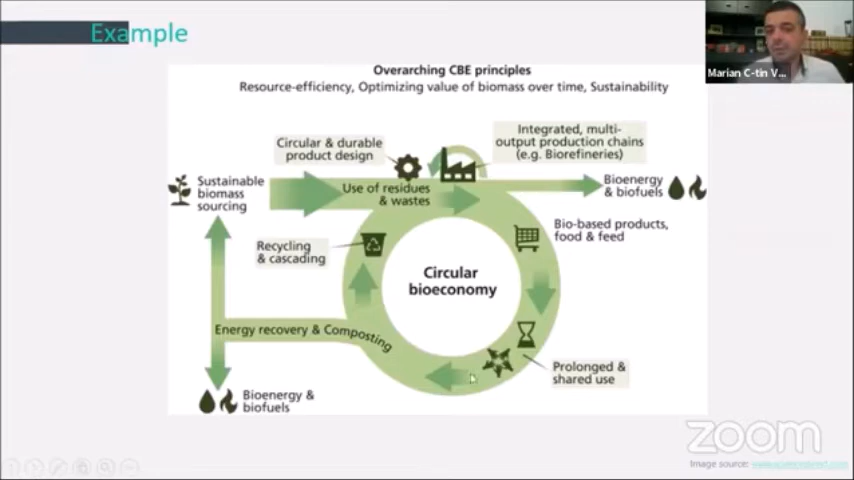 Example
Marian C-tin V...
Overarching CBE principles
Resource-efficiency, Optimizing value of biomass over time, Sustainability
Circular & durable
product design
Integrated, multi-
output production chains
(e.g. Biorefineries)
Sustainable
biomass
sourcing
Use of residues
& wastes
Bioenergy
& biofuels
Bio-based products,
food & feed
Recycling
& cascading
Circular
bioeconomy
Energy recovery & Composting
Prolonged &
shared use
Bioenergy &
biofuels
zoom
Image source: